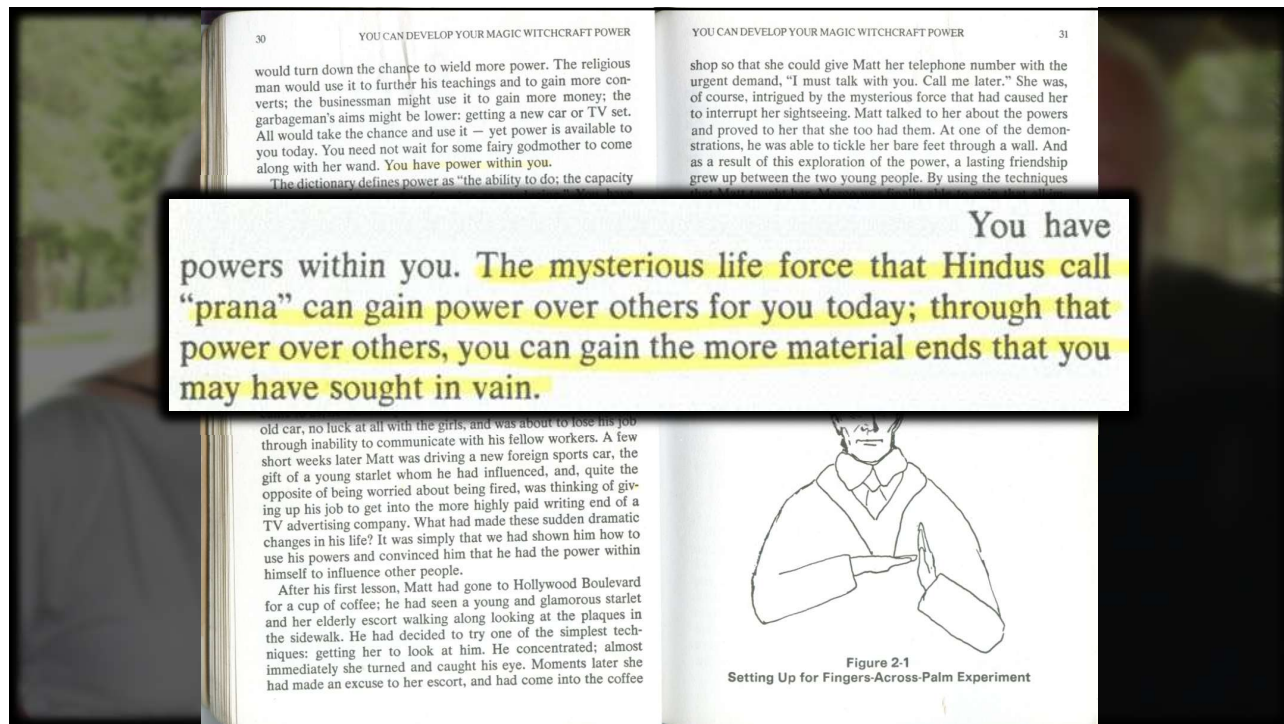 30
YOU CAN DEVELOP YOUR MAGIC WITCHCRAFT POWER
would turn down the chance to wield more power. The religious
man would use it to further his teachings and to gain more con-
verts; the businessman might use it to gain more money; the
garbageman's aims might be lower: getting a new car or TV set.
All would take the chance and use it — yet power is available to
you today. You need not wait for some fairy godmother to come
along with her wand. You have power within you.
The dictionary defines power as “the ability to do; the capacity
old car, no luck at all with the girls, and was about to lose his job
through inability to communicate with his fellow workers. A few
short weeks later Matt was driving a new foreign sports car, the
gift of a young starlet whom he had influenced, and, quite the
opposite of being worried about being fired, was thinking of giv-
ing up his job to get into the more highly paid writing end of a
TV advertising company. What had made these sudden dramatic
changes in his life? It was simply that we had shown him how to
use his powers and convinced him that he had the power within
himself to influence other people.
After his first lesson, Matt had gone to Hollywood Boulevard
for a cup of coffee; he had seen a young and glamorous starlet
and her elderly escort walking along looking at the plaques in
the sidewalk. He had decided to try one of the simplest tech-
niques: getting her to look at him. He concentrated; almost
immediately she turned and caught his eye. Moments later she
had made an excuse to her escort, and had come into the coffee
YOU CAN DEVELOP YOUR MAGIC WITCHCRAFT POWER
31
shop so that she could give Matt her telephone number with the
urgent demand, “I must talk with you. Call me later.” She was,
of course, intrigued by the mysterious force that had caused her
to interrupt her sightseeing. Matt talked to her about the powers
and proved to her that she too had them. At one of the demon-
strations, he was able to tickle her bare feet through a wall. And
as a result of this exploration of the power, a lasting friendship
grew up between the two young people. By using the techniques
You have
powers within you. The mysterious life force that Hindus call
“prana” can gain power over others for you today; through that
power over others, you can gain the more material ends that you
may have sought in vain.
Figure 2-1
Setting Up for Fingers-Across-Palm Experiment